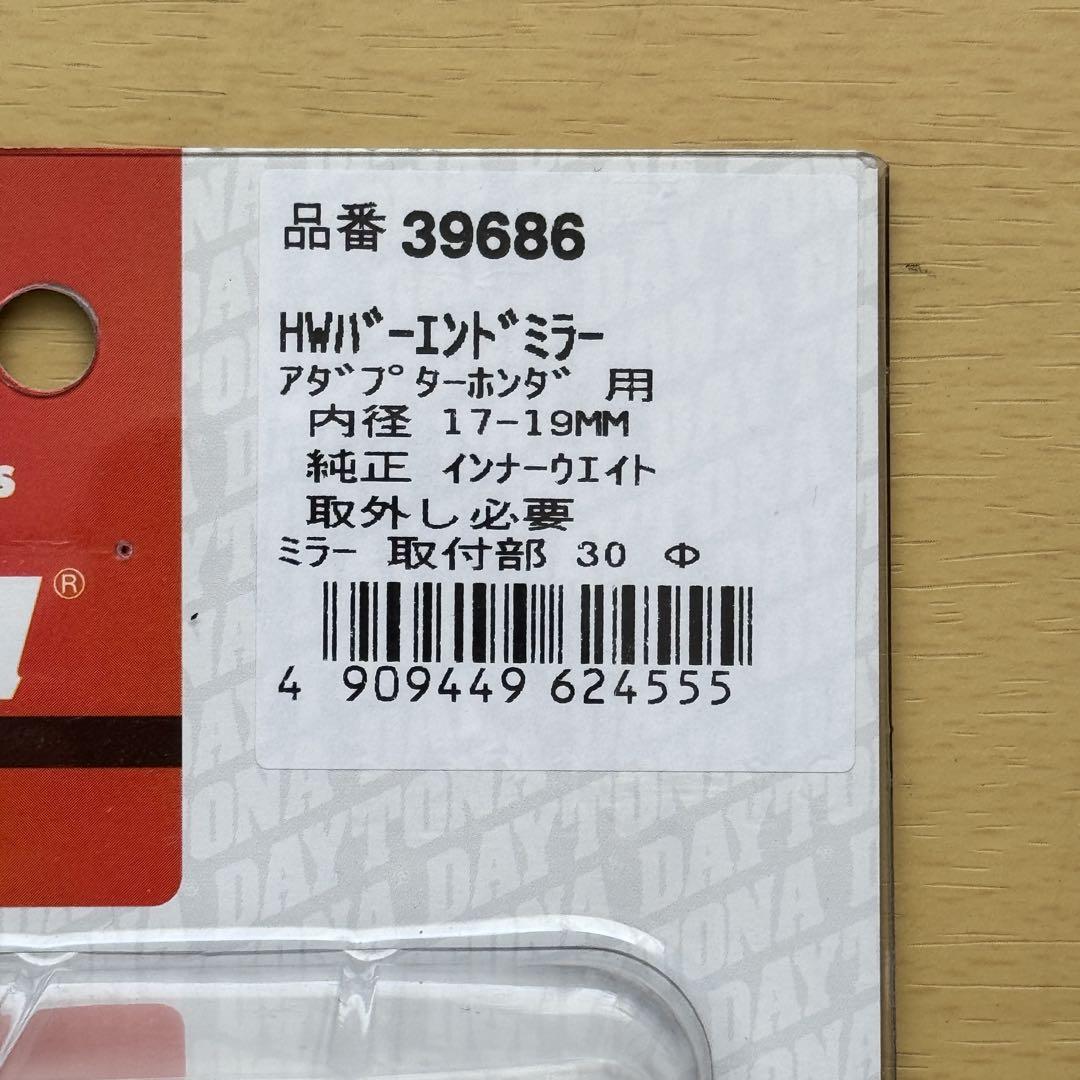 品番 39686
HWバーエンドミラー
アダプターホンダ 用
内径 17-19MM
純正 インナーウエイト
取外し必要
ミラー 取付部 30 Φ
4 909449 624555
®
DAYTONA